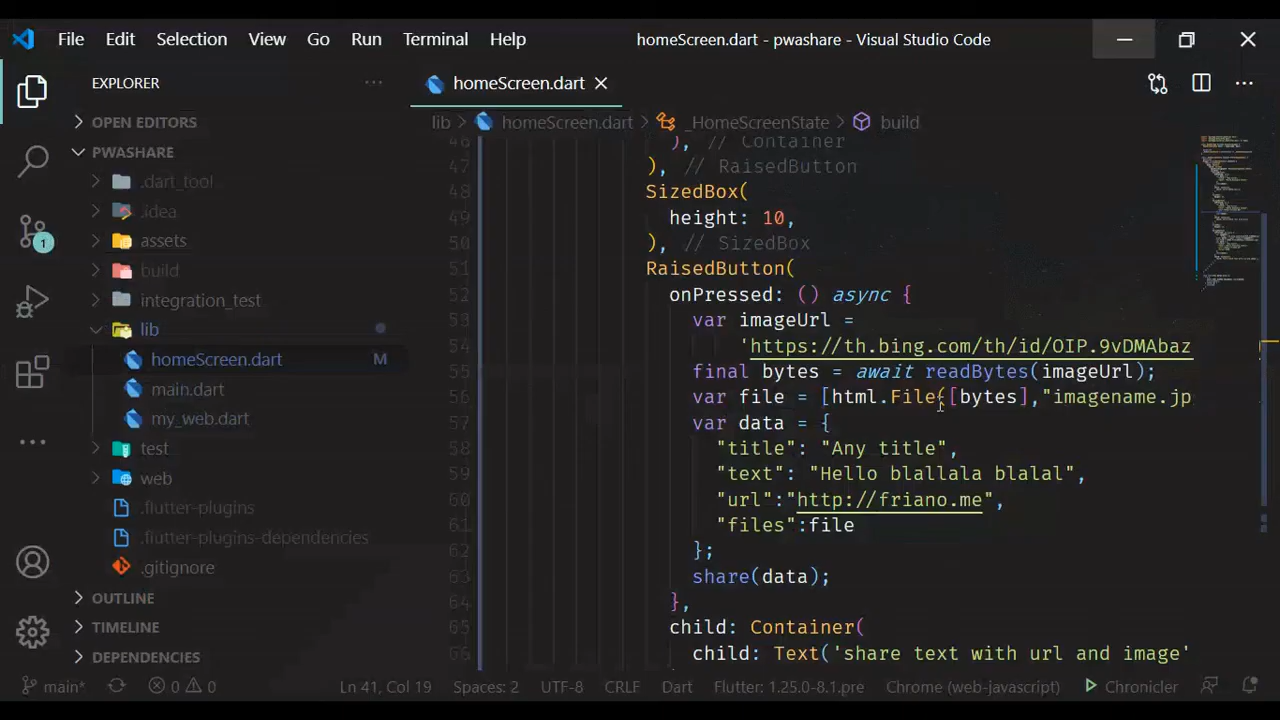 File Edit Selection View Go Run Terminal Help homeScreen.dart - pwashare - Visual Studio Code
EXPLORER
homeScreen.dart
OPEN EDITORS
lib > homeScreen.dart > _HomeScreenState > build
PWASHARE
.dart_tool
.idea
assets
build
integration_test
lib
homeScreen.dart M
main.dart
my_web.dart
test
web
.flutter-plugins
.flutter-plugins-dependencies
.gitignore
OUTLINE
TIMELINE
DEPENDENCIES
1
46 ), // Container
47 ), // RaisedButton
48 SizedBox(
49 height: 10,
50 ), // SizedBox
51 RaisedButton(
52 onPressed: () async {
53 var imageUrl =
54 'https://th.bing.com/th/id/OIP.9vDMAbaz
55 final bytes = await readBytes(imageUrl);
56 var file = [html.File([bytes],"imagename.jp
57 var data = {
58 "title": "Any title",
59 "text": "Hello blallala blalal",
60 "url":"http://friano.me",
61 "files":file
62 };
63 share(data);
64 },
65 child: Container(
66 child: Text('share text with url and image'
main* 0 0 Ln 41, Col 19 Spaces: 2 UTF-8 CRLF Dart Flutter: 1.25.0-8.1.pre Chrome (web-javascript) Chronicler